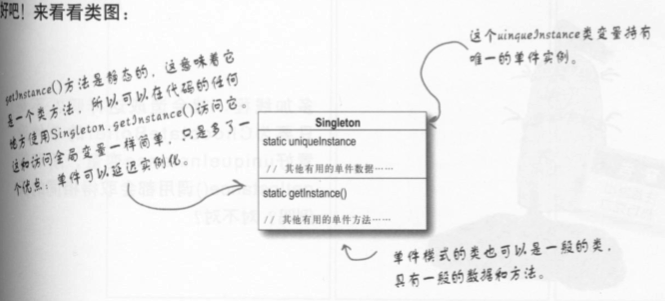 好吧！来看看类图：
这个uinqueInstance类变量持有
唯一的单件实例。
getInstance()方法是静态的，这意味着它
是一个类方法，所以可以在代码的任何
地方使用Singleton.getInstance()访问它。
这和访问全局变量一样简单，只是多了一
个优点：单件可以延迟实例化。
Singleton
static uniqueInstance
// 其他有用的单件数据……
static getInstance()
// 其他有用的单件方法……
单件模式的类也可以是一般的类，
具有一般的数据和方法。